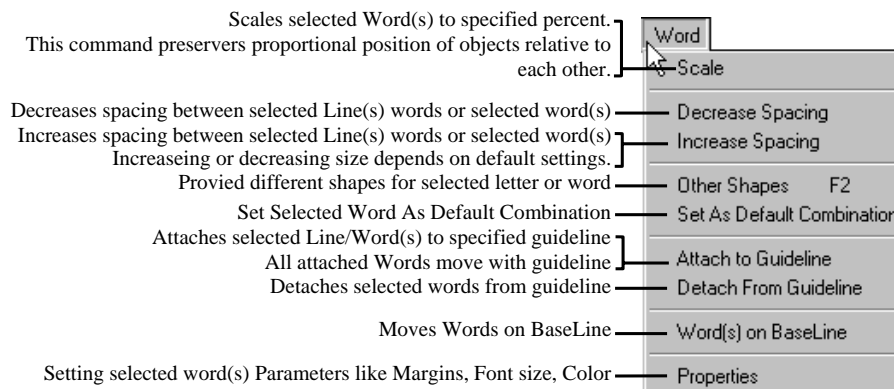 Scales selected Word(s) to specified percent.
This command preservers proportional position of objects relative to
each other.
Decreases spacing between selected Line(s) words or selected word(s)
Increases spacing between selected Line(s) words or selected word(s)
Increaseing or decreasing size depends on default settings.
Provied different shapes for selected letter or word
Set Selected Word As Default Combination
Attaches selected Line/Word(s) to specified guideline
All attached Words move with guideline
Detaches selected words from guideline
Moves Words on BaseLine
Setting selected word(s) Parameters like Margins, Font size, Color
Word
Scale
Decrease Spacing
Increase Spacing
Other Shapes F2
Set As Default Combination
Attach to Guideline
Detach From Guideline
Word(s) on BaseLine
Properties